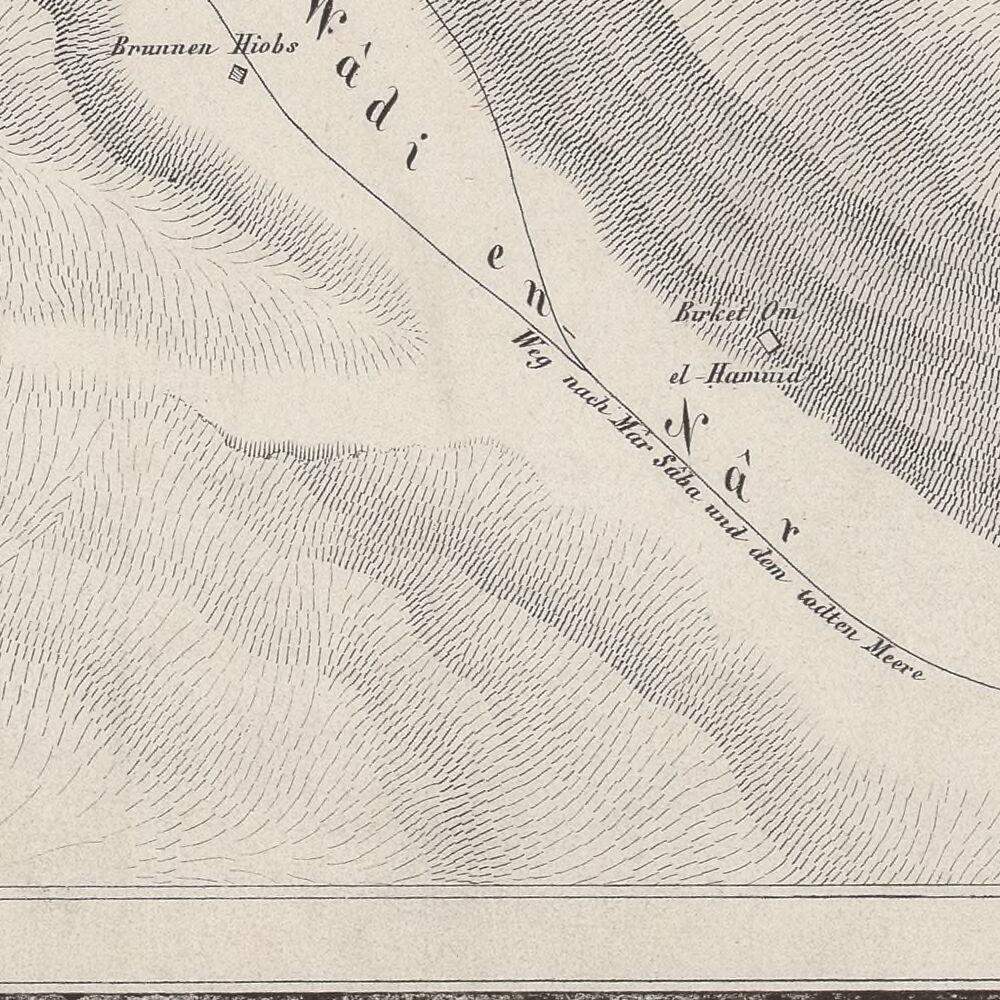 Brunnen Hiobs
Wâdi en Nâr
Birket Om
el-Hamuid
Weg nach Mâr Sâba und dem todten Meere